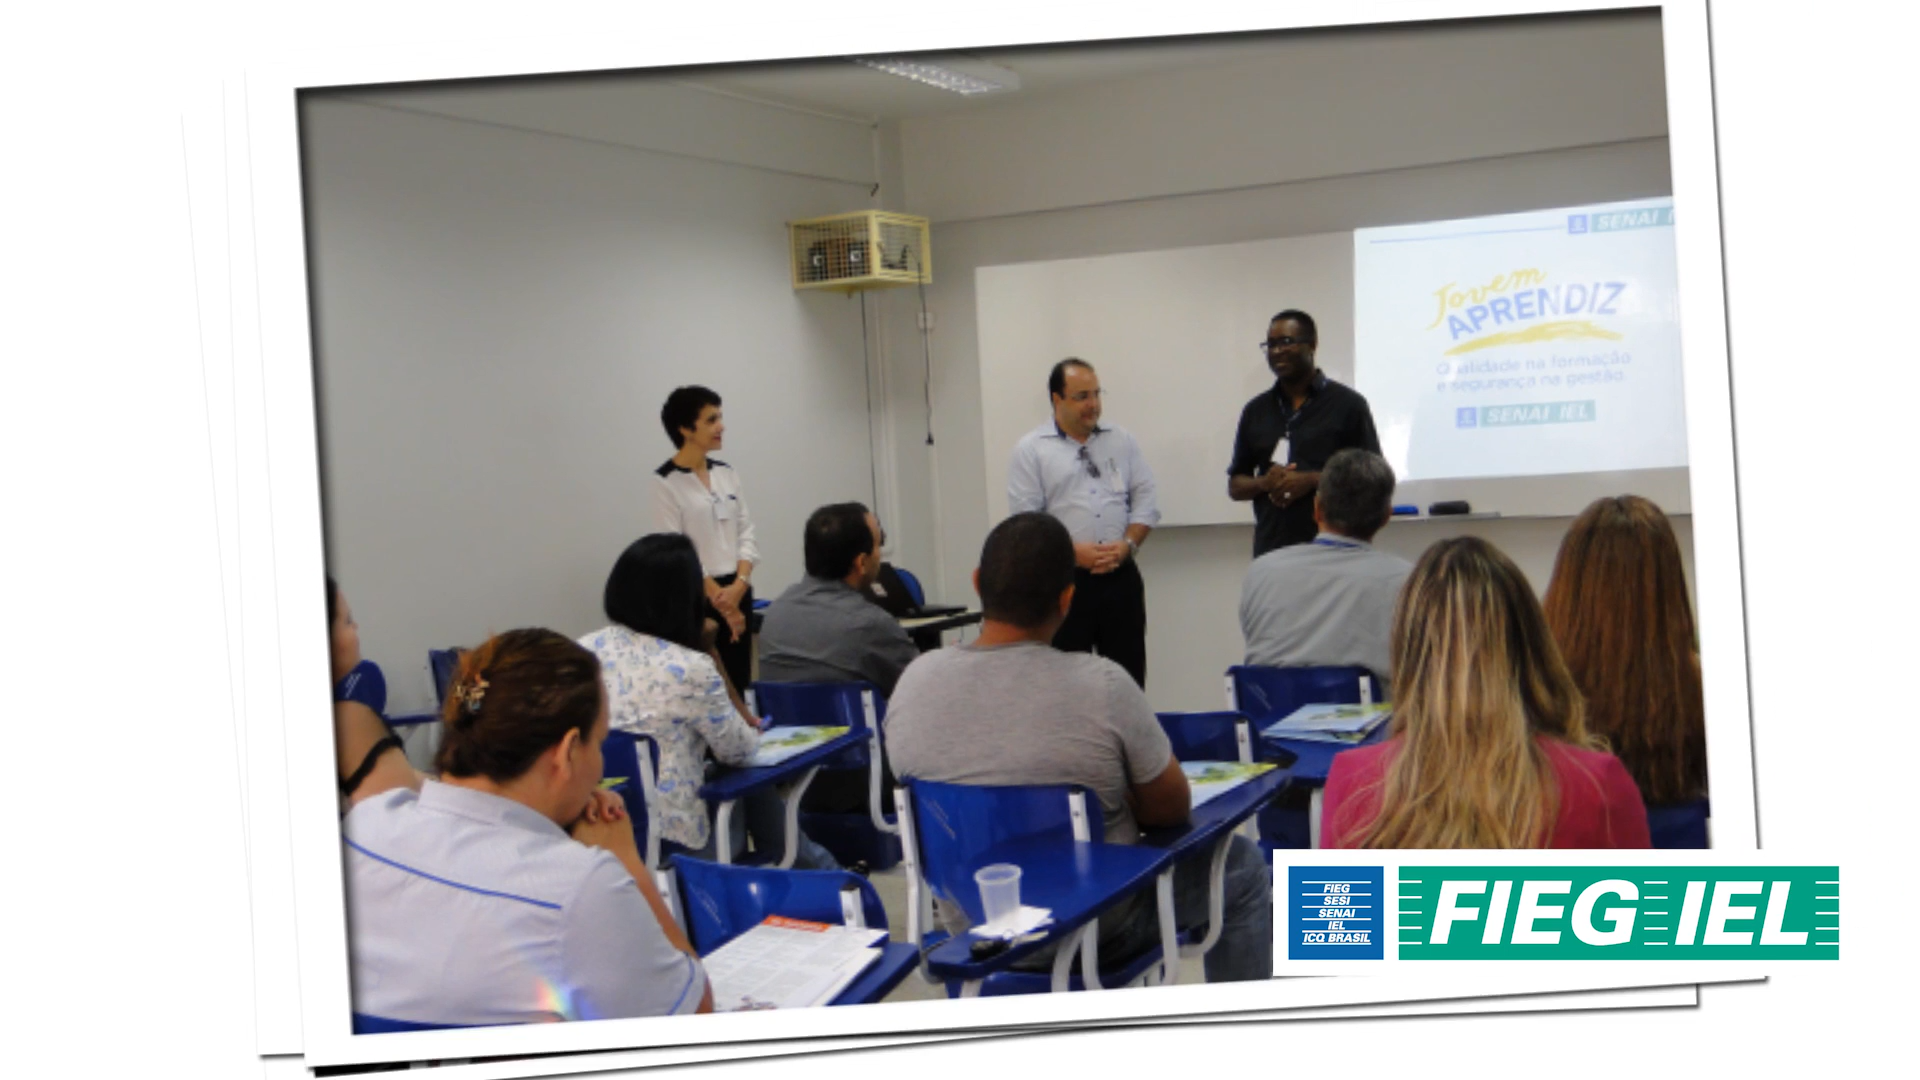 SENAI
Jovem
APRENDIZ
Qualidade na formação
e segurança na gestão.
SENAI IEL
FIEG
SESI
SENAI
IEL
ICQ BRASIL
FIEG IEL